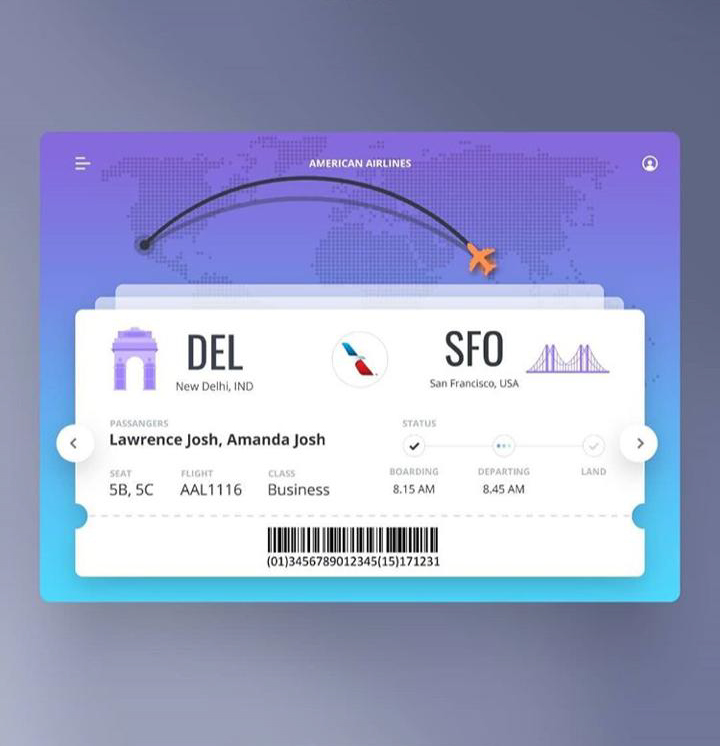 AMERICAN AIRLINES
DEL
New Delhi, IND
SFO
San Francisco, USA
PASSANGERS
Lawrence Josh, Amanda Josh
STATUS
SEAT
FLIGHT
CLASS
5B, 5C
AAL1116
Business
BOARDING
DEPARTING
LAND
8.15 AM
8.45 AM
(01)3456789012345(15)171231